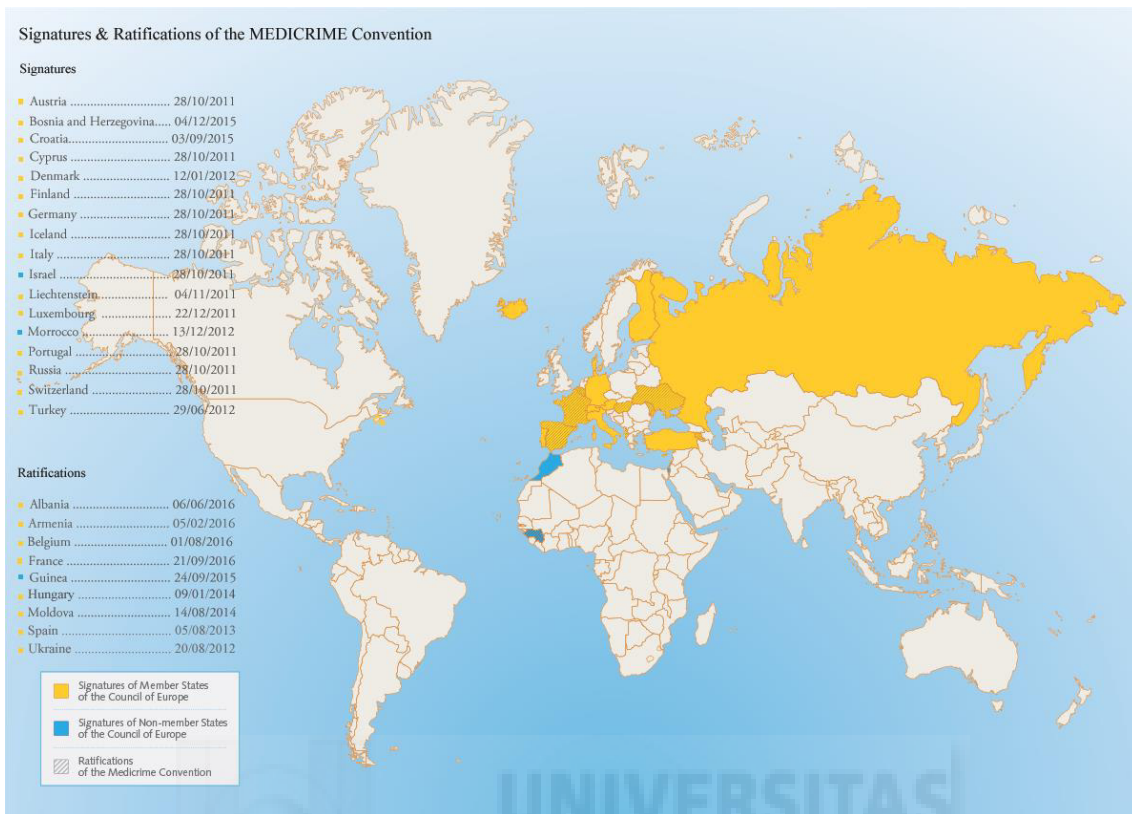 Signatures & Ratifications of the MEDICRIME Convention
Signatures
Austria ............................... 28/10/2011
Bosnia and Herzegovina..... 04/12/2015
Croatia................................. 03/09/2015
Cyprus ................................ 28/10/2011
Denmark ............................ 12/01/2012
Finland ............................... 28/10/2011
Germany ............................ 28/10/2011
Iceland ............................... 28/10/2011
Italy .................................... 28/10/2011
Israel ................................... 28/10/2011
Liechtenstein...................... 04/11/2011
Luxembourg ...................... 22/12/2011
Morrocco ........................... 13/12/2012
Portugal ............................. 28/10/2011
Russia ................................. 28/10/2011
Switzerland ........................ 28/10/2011
Turkey ................................ 29/06/2012
Ratifications
Albania ............................... 06/06/2016
Armenia .............................. 05/02/2016
Belgium ............................... 01/08/2016
France ................................. 21/09/2016
Guinea ................................ 24/09/2015
Hungary .............................. 09/01/2014
Moldova .............................. 14/08/2014
Spain ................................... 05/08/2013
Ukraine ............................... 20/08/2012
Signatures of Member States
of the Council of Europe
Signatures of Non-member States
of the Council of Europe
Ratifications
of the Medicrime Convention
UNIVERSITAS